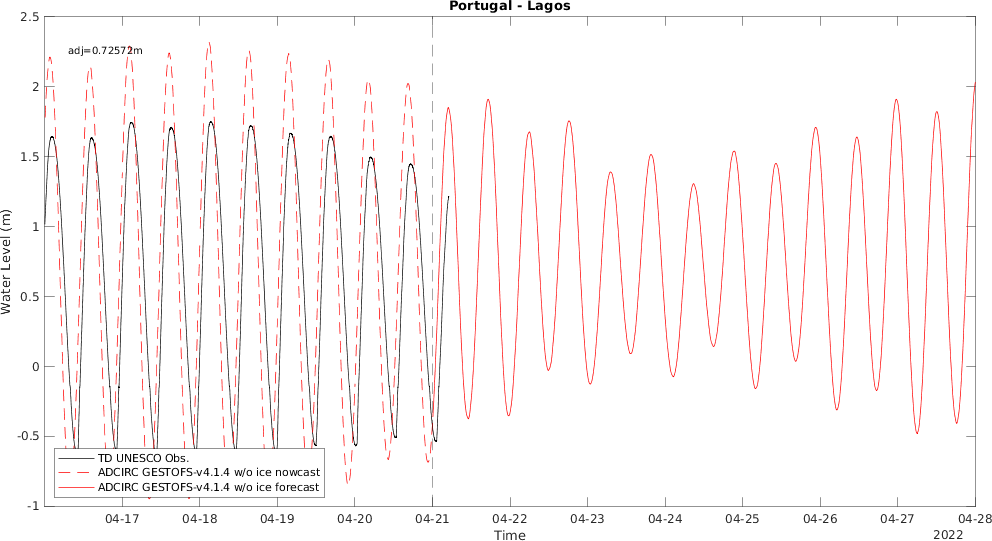 Portugal - Lagos
adj=0.72572m
Water Level (m)
2.5
2
1.5
1
0.5
0
-0.5
-1
TD UNESCO Obs.
ADCIRC GESTOFS-v4.1.4 w/o ice nowcast
ADCIRC GESTOFS-v4.1.4 w/o ice forecast
04-17 04-18 04-19 04-20 04-21 04-22 04-23 04-24 04-25 04-26 04-27 04-28
Time
2022